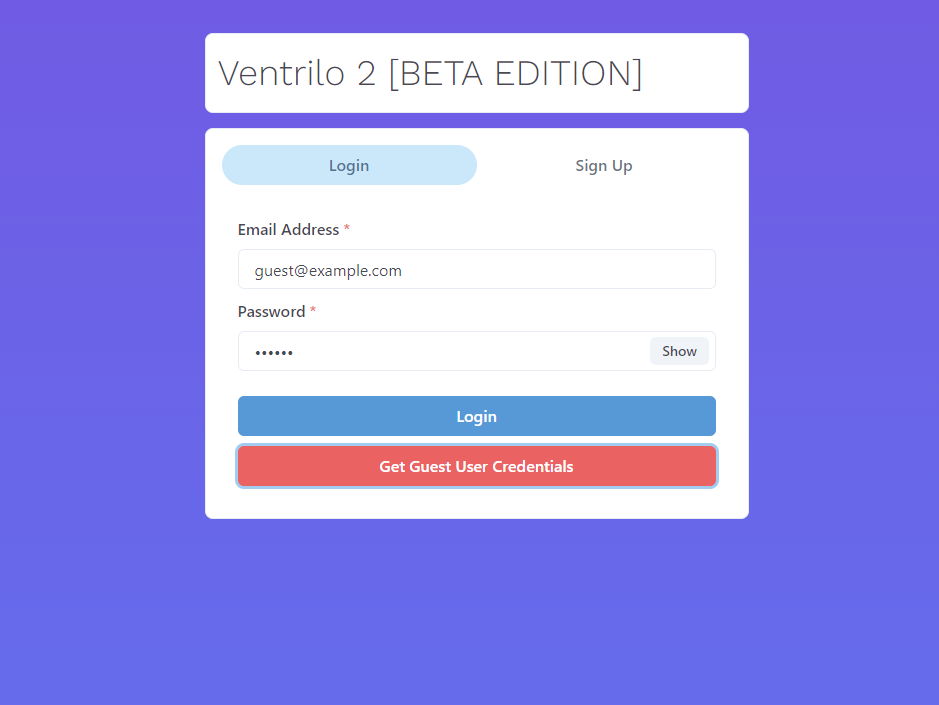 Ventrilo 2 [BETA EDITION]
Login
Sign Up
Email Address *
guest@example.com
Password *
••••••
Show
Login
Get Guest User Credentials